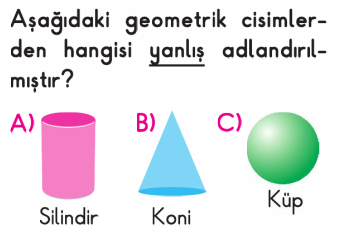 Aşağıdaki geometrik cisimler-
den hangisi yanlış adlandırıl-
mıştır?
A) B) C)
Silindir Koni Küp